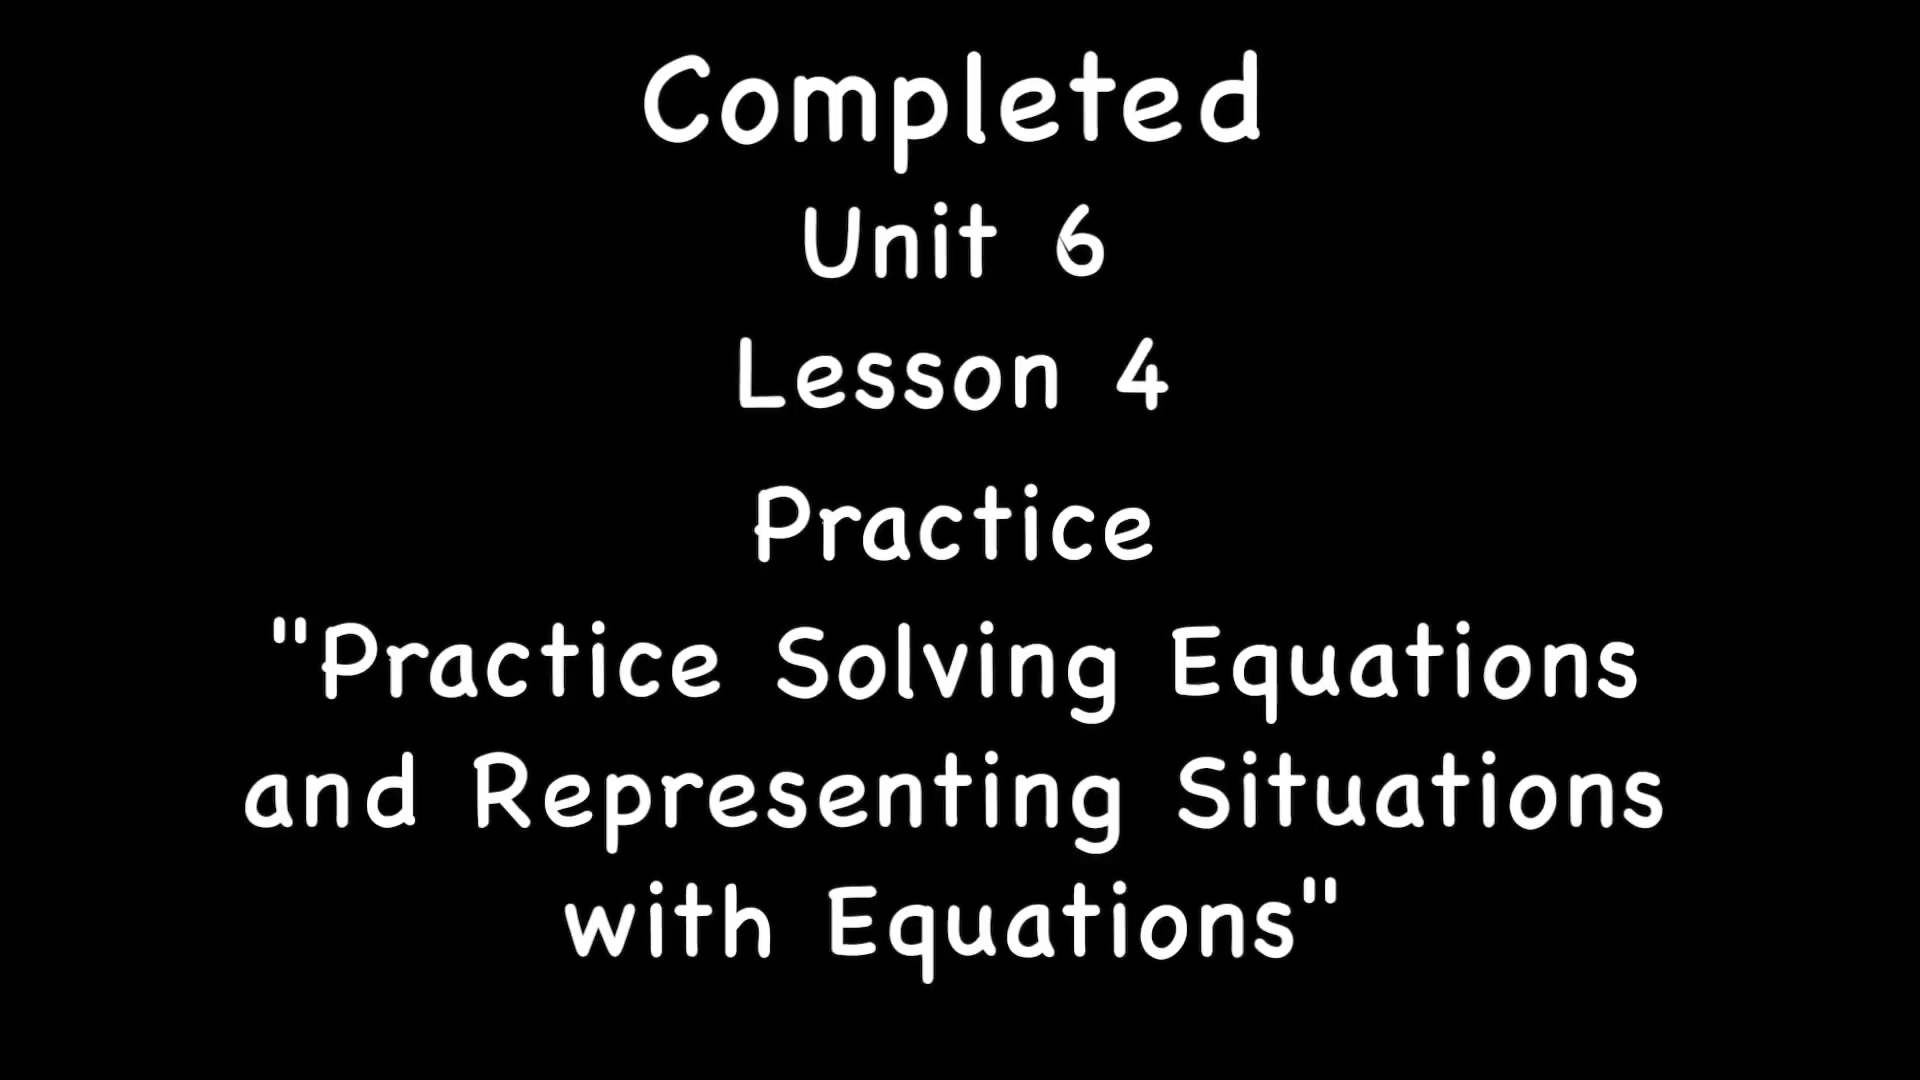 Completed
Unit 6
Lesson 4
Practice
"Practice Solving Equations
and Representing Situations
with Equations"